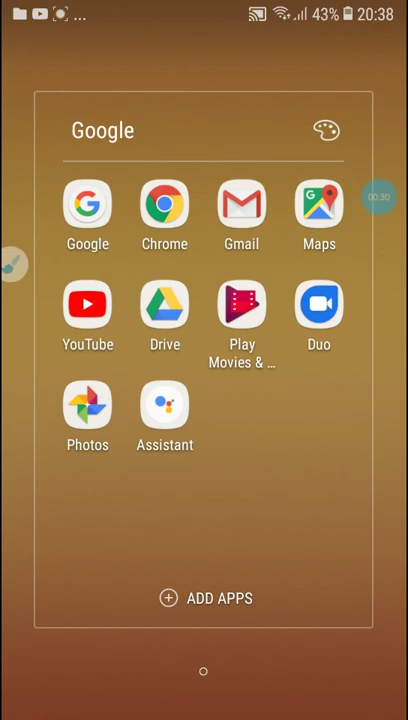 ... 43% 20:38
Google
00:30
Google Chrome Gmail Maps
YouTube Drive Play Movies & ... Duo
Photos Assistant
ADD APPS